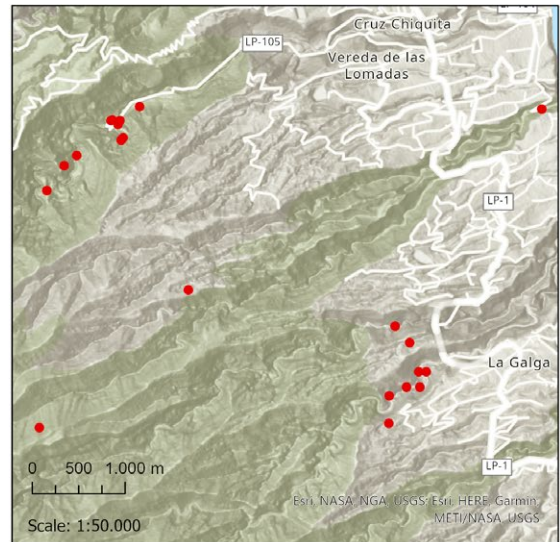 Cruz Chiquita
LP-105
Vereda de las
Lomadas
LP-1
La Galga
LP-1
0 500 1.000 m
Scale: 1:50.000
Esri, NASA, NGA, USGS, Esri, HERE, Garmin,
METI/NASA, USGS